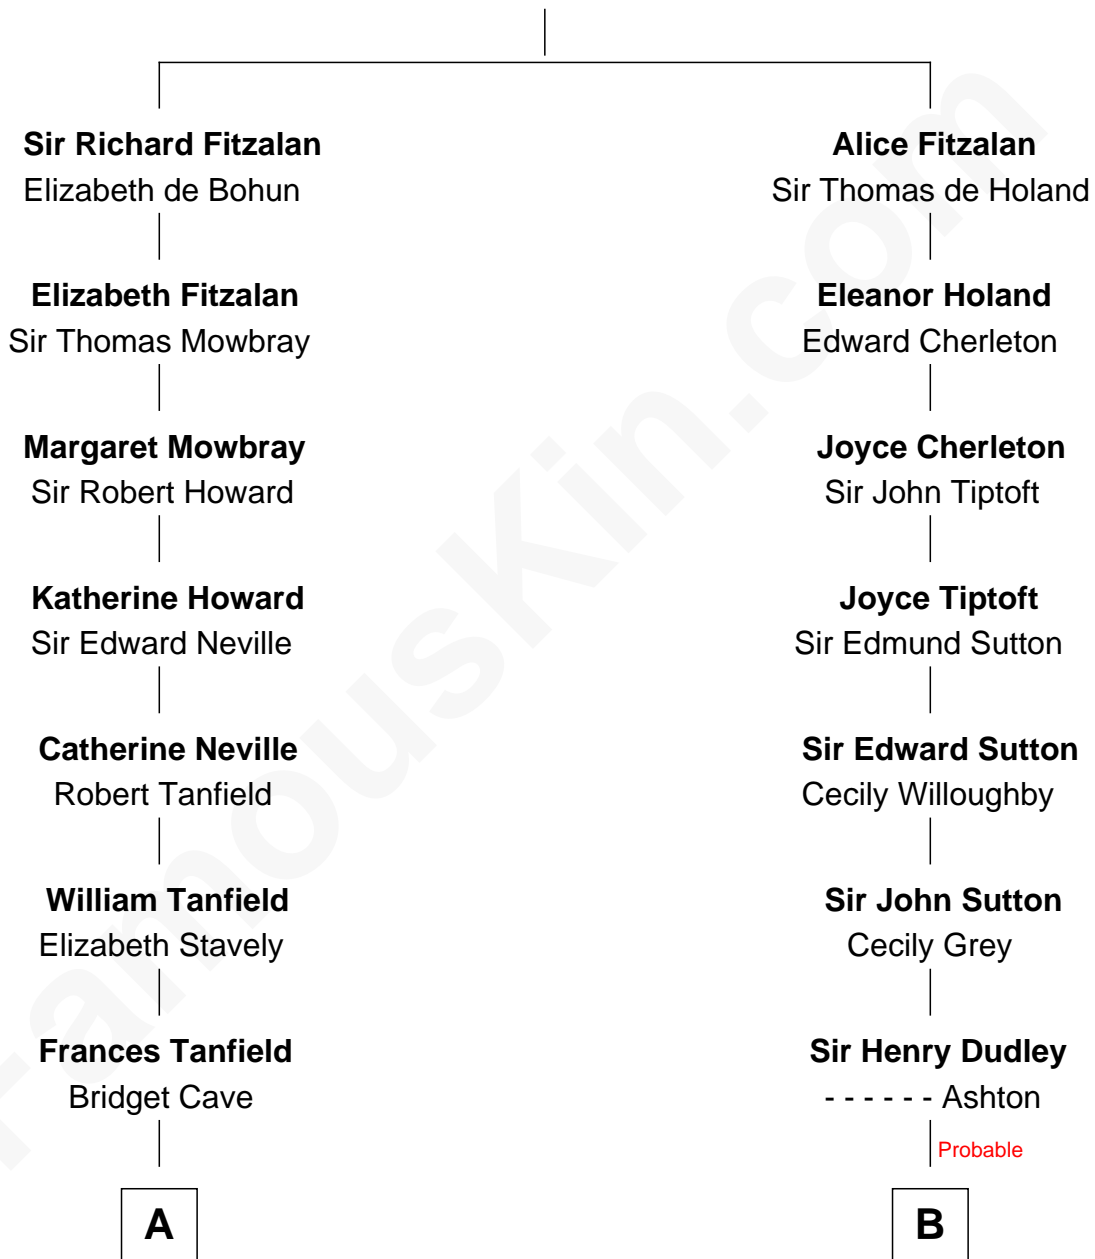 Sir Richard Fitzalan
Elizabeth de Bohun
Elizabeth Fitzalan
Sir Thomas Mowbray
Margaret Mowbray
Sir Robert Howard
Katherine Howard
Sir Edward Neville
Catherine Neville
Robert Tanfield
William Tanfield
Elizabeth Stavely
Frances Tanfield
Bridget Cave
A
Alice Fitzalan
Sir Thomas de Holand
Eleanor Holand
Edward Cherleton
Joyce Cherleton
Sir John Tiptoft
Joyce Tiptoft
Sir Edmund Sutton
Sir Edward Sutton
Cecily Willoughby
Sir John Sutton
Cecily Grey
Sir Henry Dudley
- - - - - - Ashton
Probable
B
FamousKin.com